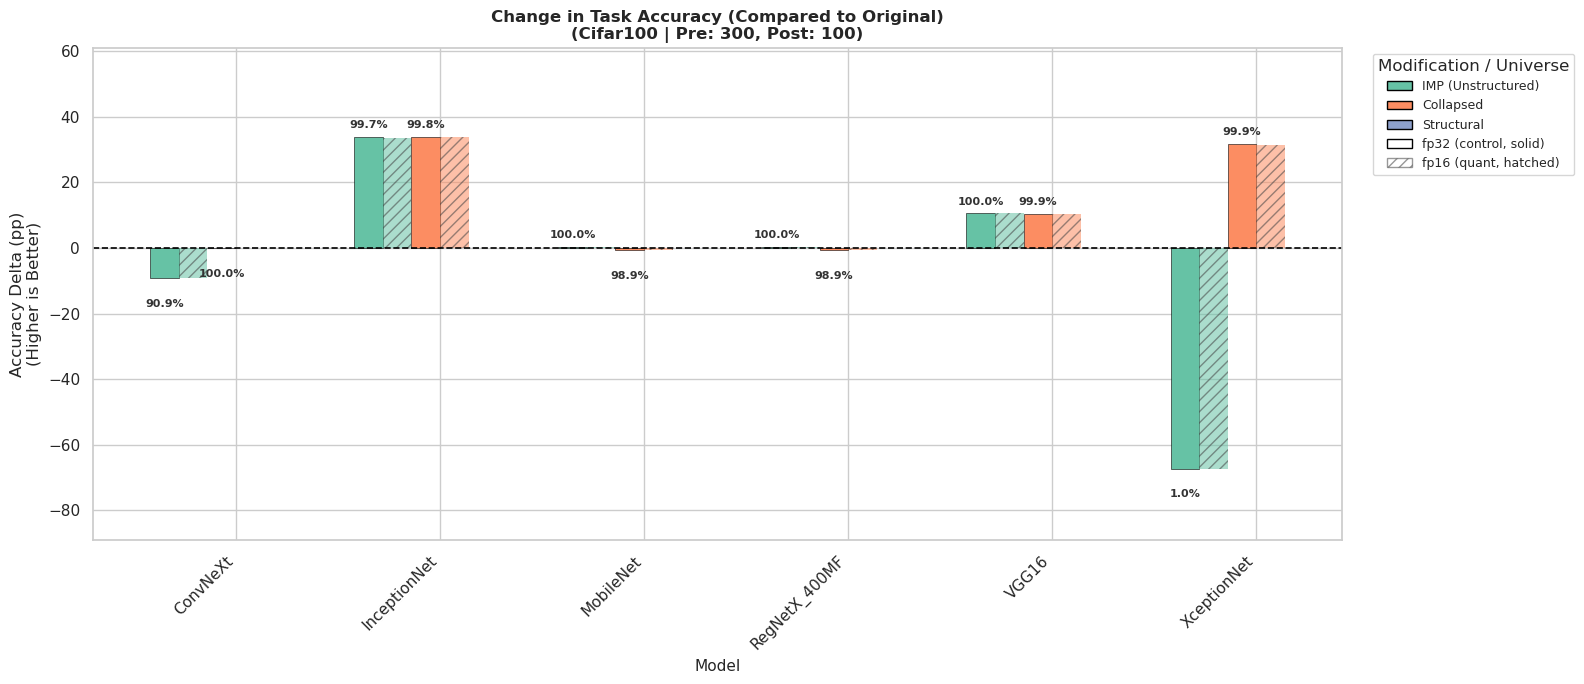 Change in Task Accuracy (Compared to Original)
(Cifar100 | Pre: 300, Post: 100)
Accuracy Delta (pp)
(Higher is Better)
60
40
20
0
−20
−40
−60
−80
90.9%
100.0%
99.7%
99.8%
100.0%
98.9%
100.0%
98.9%
100.0%
99.9%
1.0%
99.9%
ConvNeXt
InceptionNet
MobileNet
RegNetX_400MF
VGG16
XceptionNet
Model
Modification / Universe
IMP (Unstructured)
Collapsed
Structural
fp32 (control, solid)
fp16 (quant, hatched)